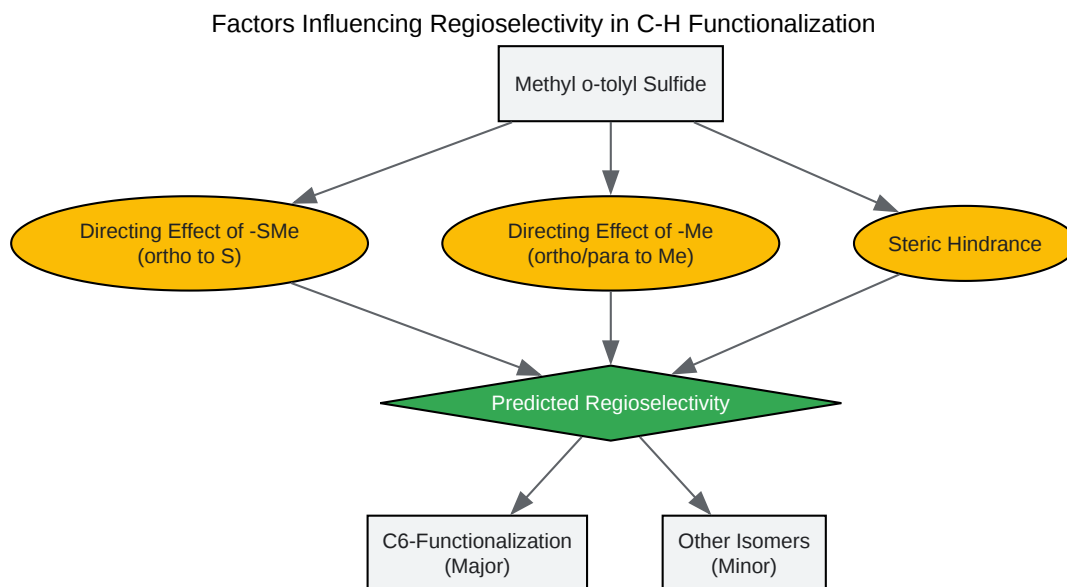 Factors Influencing Regioselectivity in C-H Functionalization
Methyl o-tolyl Sulfide
Directing Effect of -SMe
(ortho to S)
Directing Effect of -Me
(ortho/para to Me)
Steric Hindrance
Predicted Regioselectivity
C6-Functionalization
(Major)
Other Isomers
(Minor)